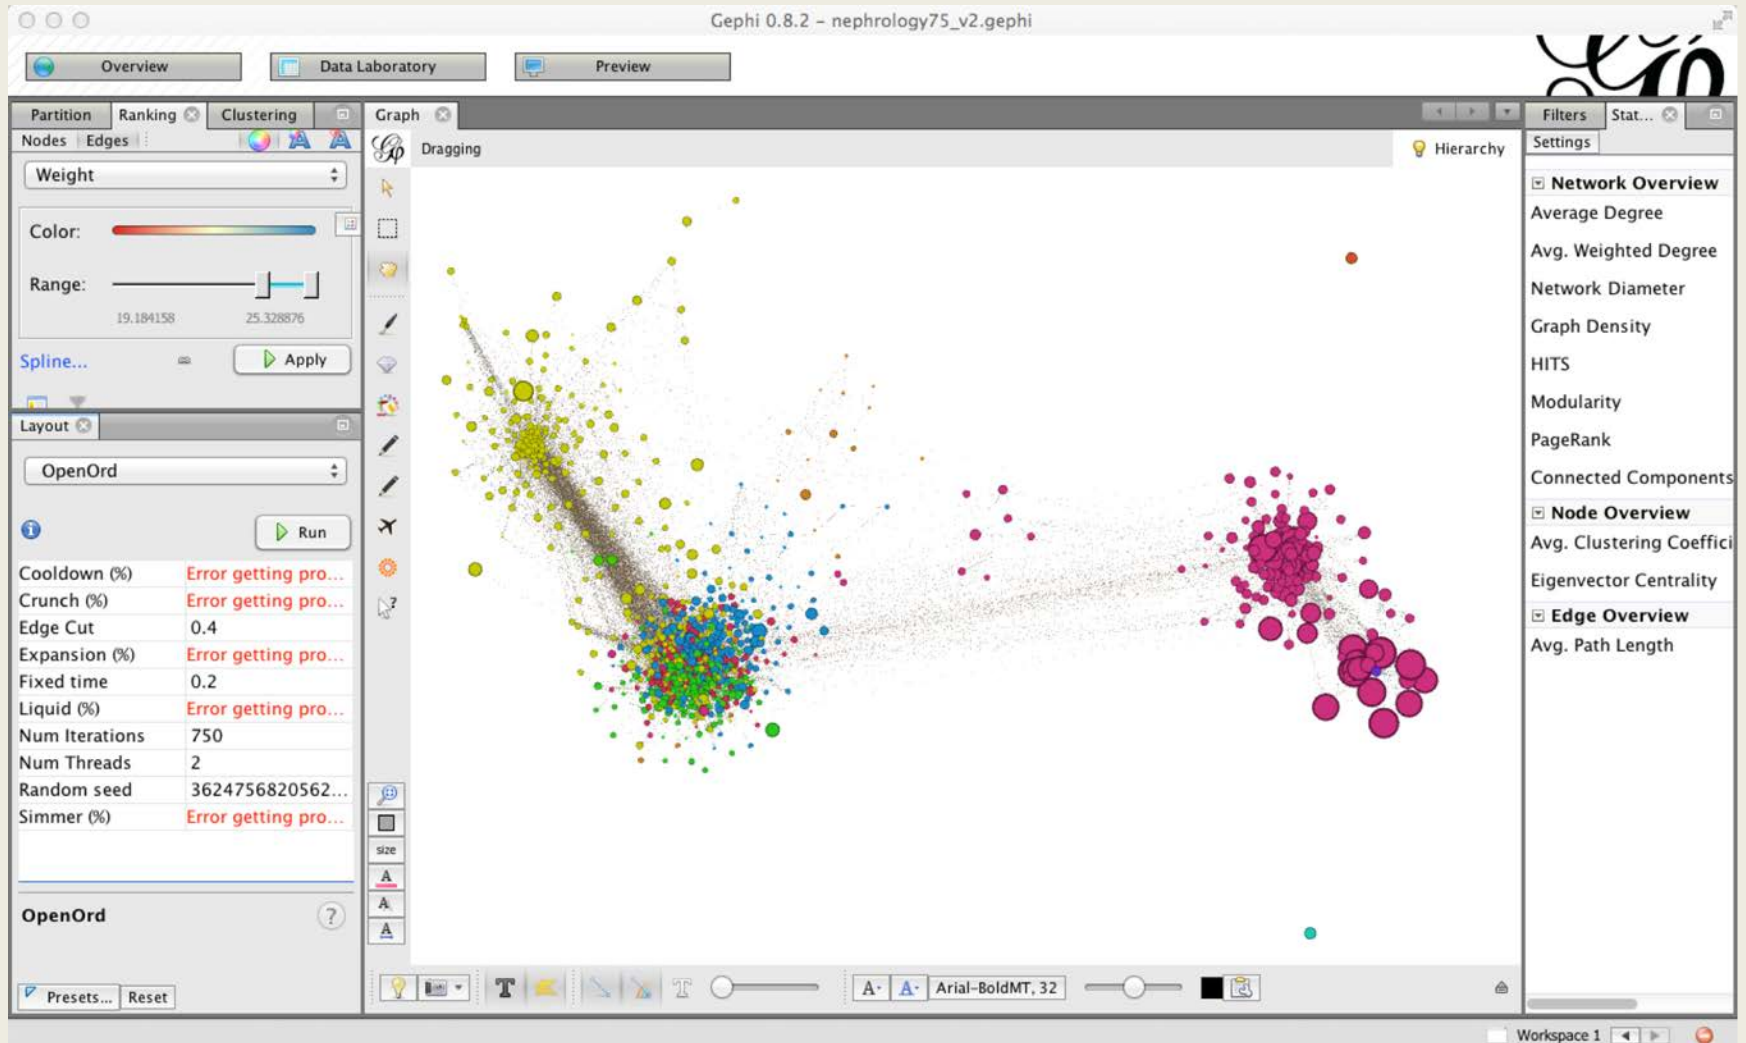 Gephi 0.8.2 – nephrology75_v2.gephi
Overview
Data Laboratory
Preview
Partition
Ranking
Clustering
Nodes
Edges
Weight
Color:
Range:
19.184158
25.328876
Spline...
Apply
Layout
OpenOrd
Run
Cooldown (%) Error getting pro...
Crunch (%) Error getting pro...
Edge Cut 0.4
Expansion (%) Error getting pro...
Fixed time 0.2
Liquid (%) Error getting pro...
Num Iterations 750
Num Threads 2
Random seed 3624756820562...
Simmer (%) Error getting pro...
OpenOrd
?
Presets...
Reset
Graph
Dragging
Hierarchy
size
A
A
A
T
T
A
A
Arial-BoldMT, 32
Filters
Stat...
Settings
Network Overview
Average Degree
Avg. Weighted Degree
Network Diameter
Graph Density
HITS
Modularity
PageRank
Connected Components
Node Overview
Avg. Clustering Coeffici
Eigenvector Centrality
Edge Overview
Avg. Path Length
Workspace 1